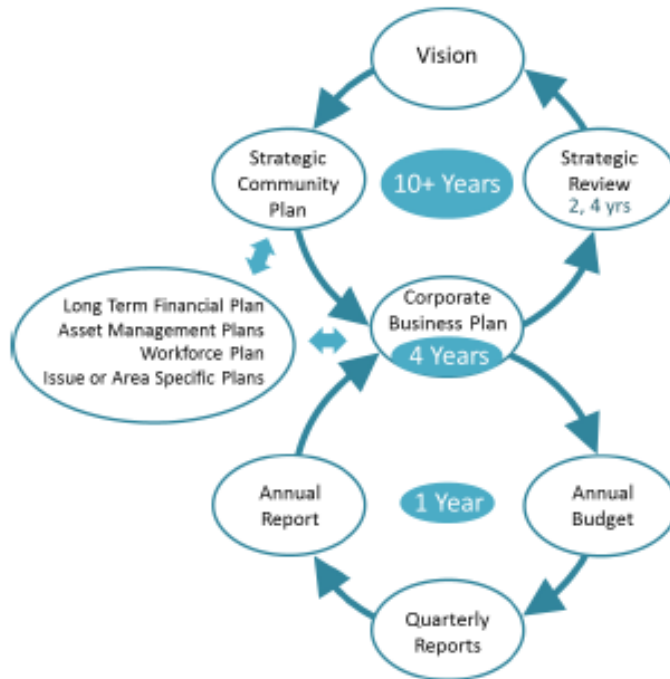 Vision
Strategic
Community
Plan
10+ Years
Strategic
Review
2, 4 yrs
Long Term Financial Plan
Asset Management Plans
Workforce Plan
Issue or Area Specific Plans
Corporate
Business Plan
4 Years
Annual
Report
1 Year
Annual
Budget
Quarterly
Reports